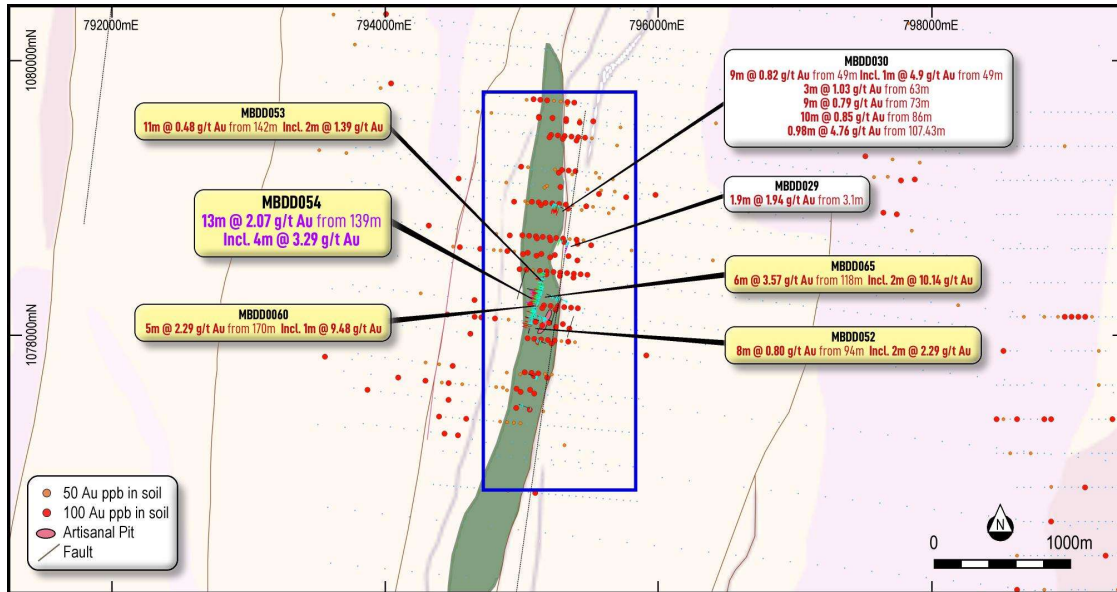 792000mE
794000mE
796000mE
798000mE
1080000mN
1078000mN
MBDD053
11m @ 0.48 g/t Au from 142m Incl. 2m @ 1.39 g/t Au
MBDD054
13m @ 2.07 g/t Au from 139m
Incl. 4m @ 3.29 g/t Au
MBDD0060
5m @ 2.29 g/t Au from 170m Incl. 1m @ 9.48 g/t Au
MBDD030
9m @ 0.82 g/t Au from 49m Incl. 1m @ 4.9 g/t Au from 49m
3m @ 1.03 g/t Au from 63m
9m @ 0.79 g/t Au from 73m
10m @ 0.85 g/t Au from 86m
0.98m @ 4.76 g/t Au from 107.43m
MBDD029
1.9m @ 1.94 g/t Au from 3.1m
MBDD065
6m @ 3.57 g/t Au from 118m Incl. 2m @ 10.14 g/t Au
MBDD052
8m @ 0.80 g/t Au from 94m Incl. 2m @ 2.29 g/t Au
50 Au ppb in soil
100 Au ppb in soil
Artisanal Pit
Fault
N
0 1000m